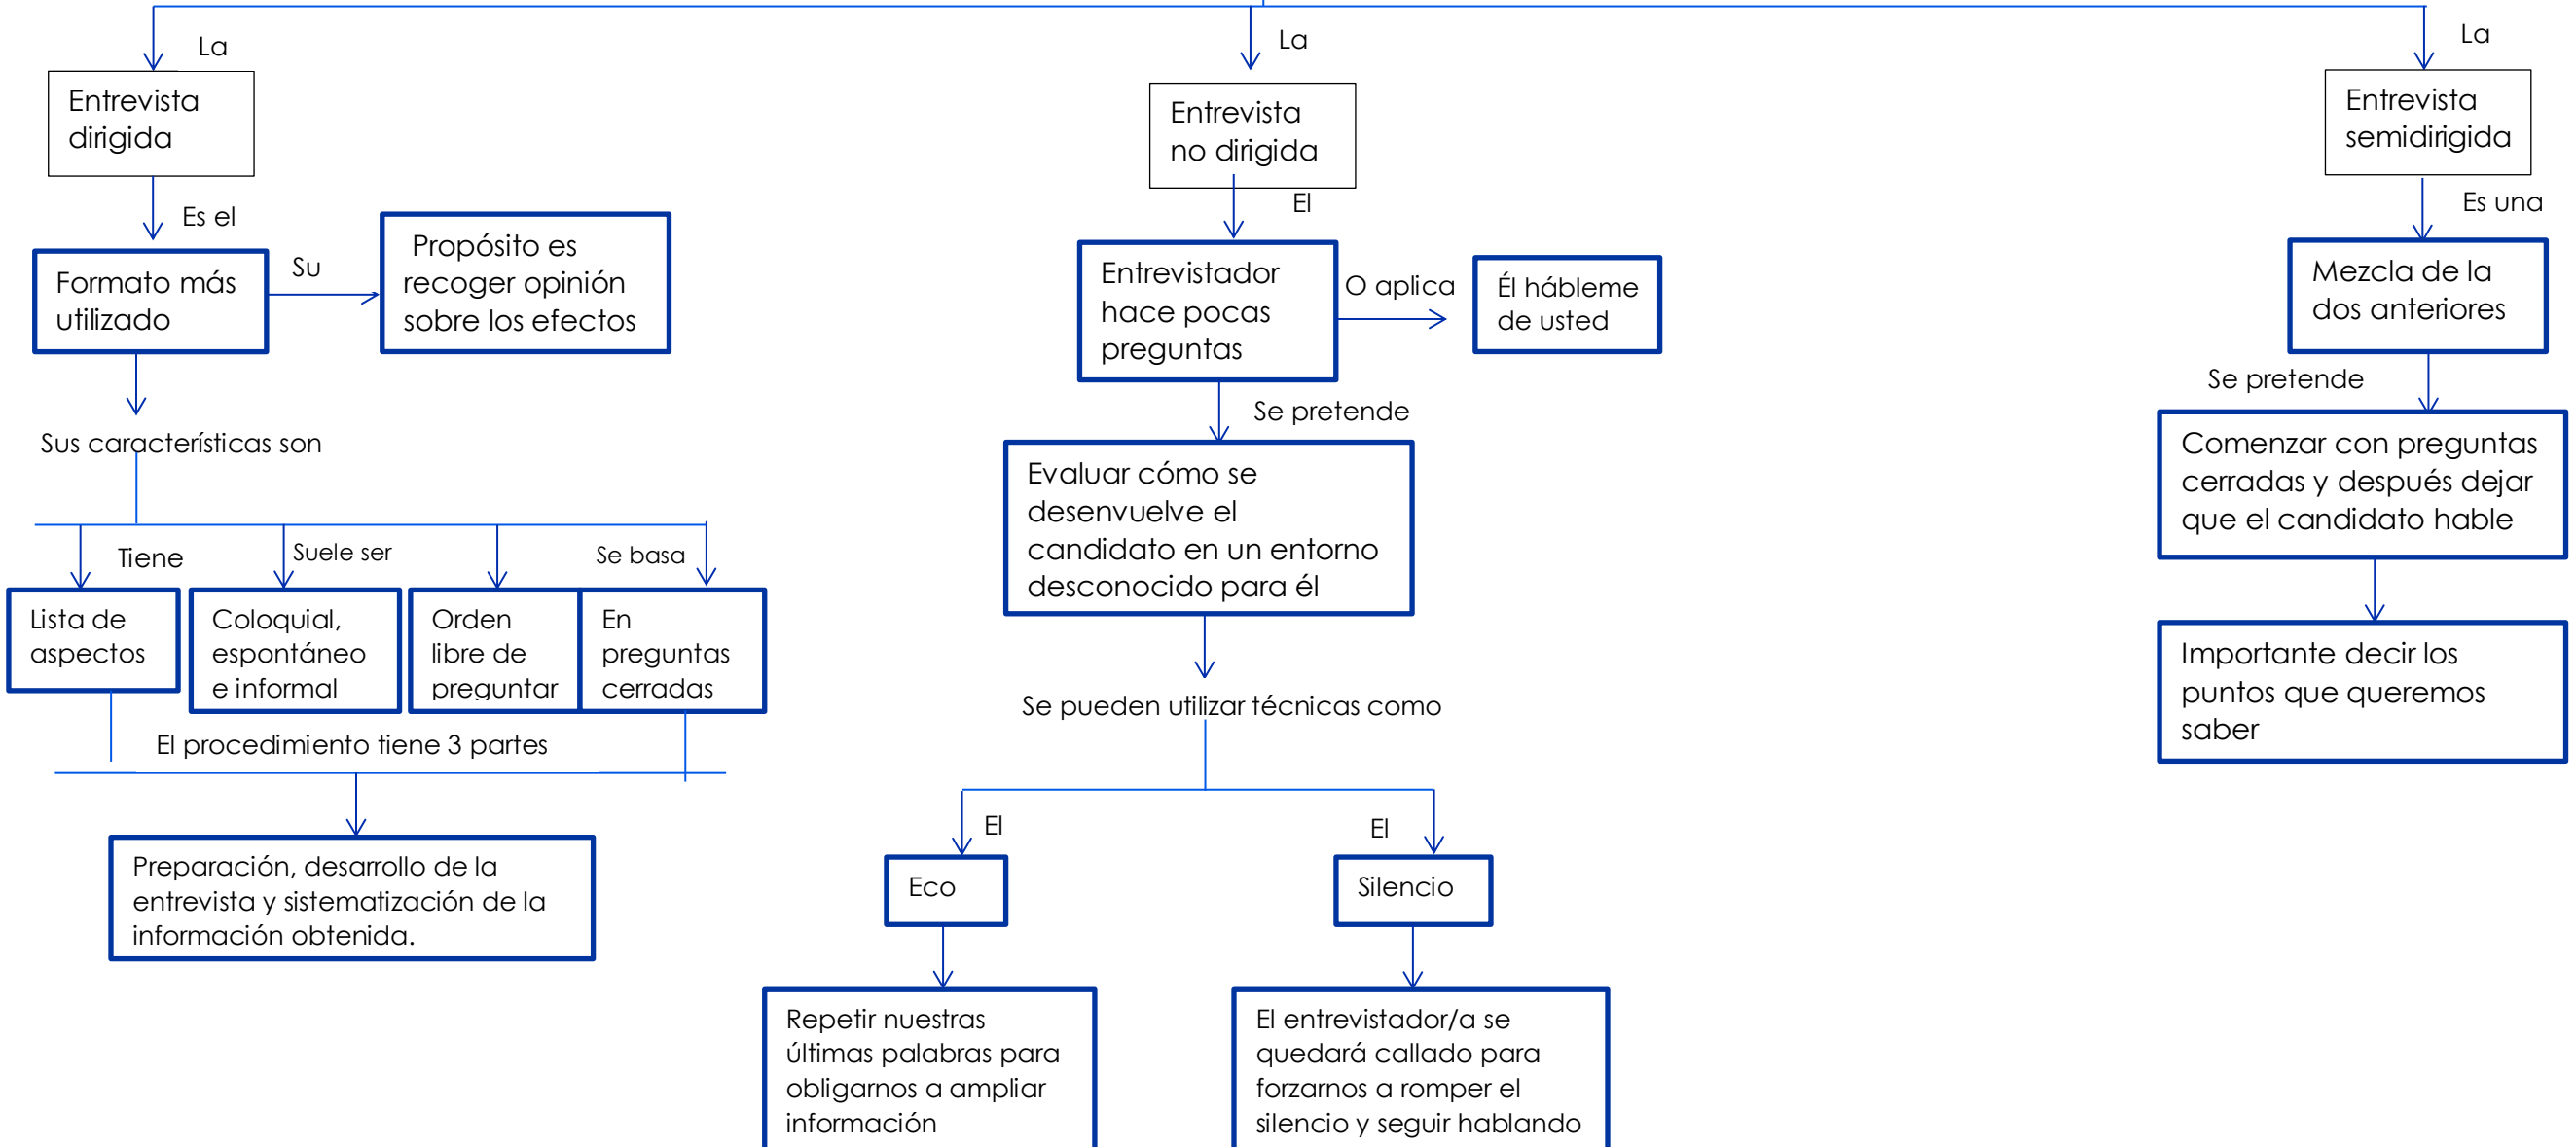 La
Entrevista
dirigida
Es el
Formato más
utilizado
Su
Propósito es
recoger opinión
sobre los efectos
Sus características son
Tiene
Lista de
aspectos
Suele ser
Coloquial,
espontáneo
e informal
Orden
libre de
preguntar
Se basa
En
preguntas
cerradas
El procedimiento tiene 3 partes
Preparación, desarrollo de la
entrevista y sistematización de la
información obtenida.
La
Entrevista
no dirigida
El
Entrevistador
hace pocas
preguntas
O aplica
Él hábleme
de usted
Se pretende
Evaluar cómo se
desenvuelve el
candidato en un entorno
desconocido para él
Se pueden utilizar técnicas como
El
Eco
Repetir nuestras
últimas palabras para
obligarnos a ampliar
información
El
Silencio
El entrevistador/a se
quedará callado para
forzarnos a romper el
silencio y seguir hablando
La
Entrevista
semidirigida
Es una
Mezcla de la
dos anteriores
Se pretende
Comenzar con preguntas
cerradas y después dejar
que el candidato hable
Importante decir los
puntos que queremos
saber